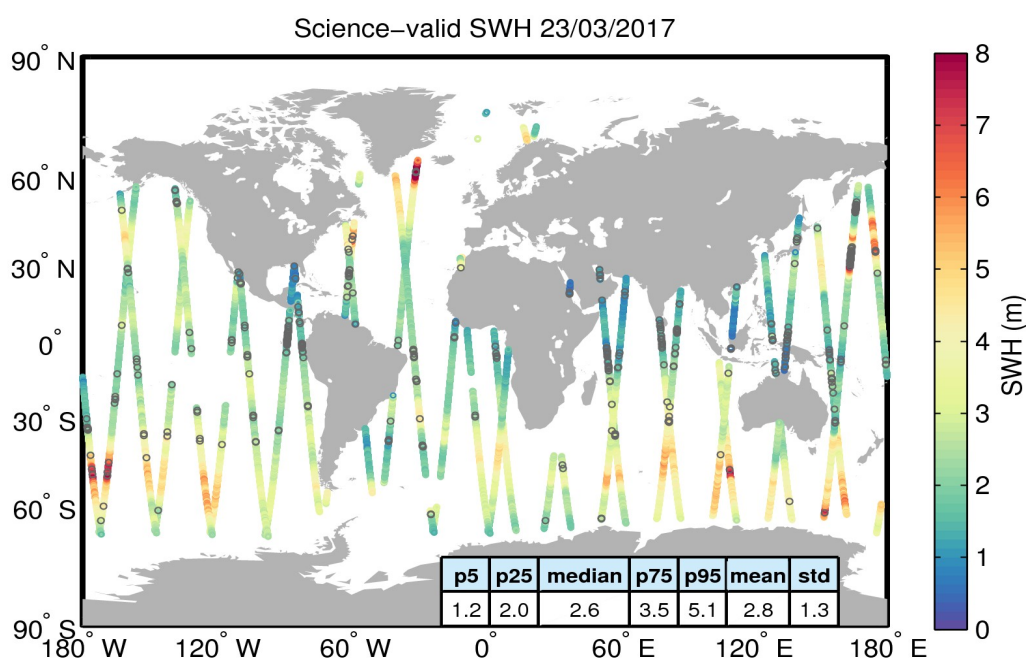 Science−valid SWH 23/03/2017
90° N
60° N
30° N
0°
30° S
60° S
90° S
180° W
120° W
60° W
0°
60° E
120° E
180° E
p5 p25 median p75 p95 mean std
1.2 2.0 2.6 3.5 5.1 2.8 1.3
8
7
6
5
4
3
2
1
0
SWH (m)